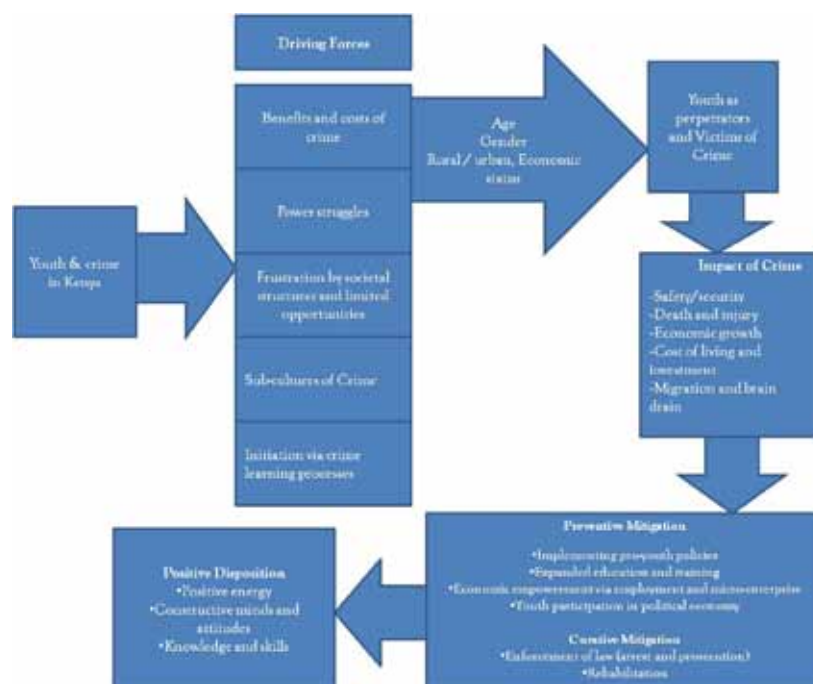 Driving Forces
Benefits and costs of
crime
Power struggles
Frustration by societal
structures and limited
opportunities
Sub-cultures of Crime
Initiation via crime
learning processes
Youth & crime
in Kenya
Age
Gender
Rural / urban, Economic
status
Youth as
perpetrators
and Victims of
Crime
Impact of Crime
-Safety/security
-Death and injury
-Economic growth
-Cost of living and
investment
-Migration and brain
drain
Preventive Mitigation
•Implementing pro-youth policies
•Expanded education and training
•Economic empowerment via employment and micro-enterprise
•Youth participation in political economy
Curative Mitigation
•Enforcement of law (arrest and prosecution)
•Rehabilitation
Positive Disposition
•Positive energy
•Constructive minds and
attitudes
•Knowledge and skills